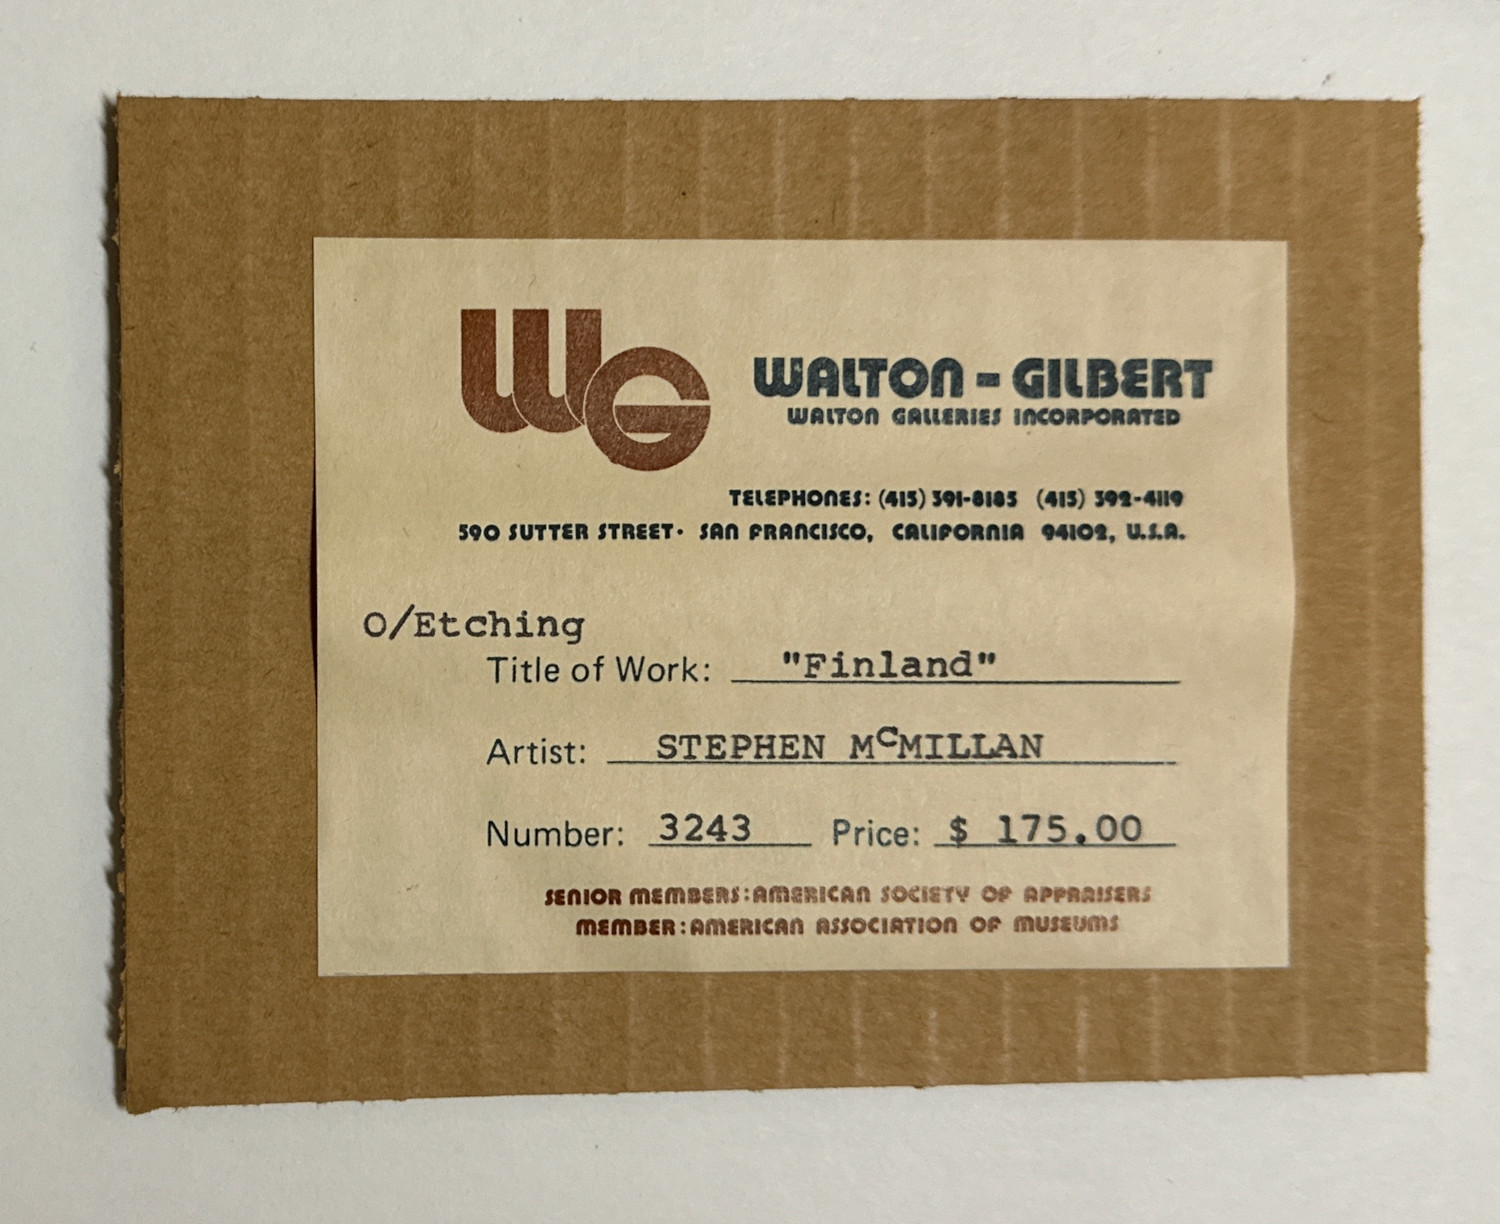 WG
WALTON - GILBERT
WALTON GALLERIES INCORPORATED
TELEPHONES: (415) 391-8185 (415) 392-4119
590 SUTTER STREET· SAN FRANCISCO, CALIFORNIA 94102, U.S.A.
O/Etching
Title of Work: "Finland"
Artist: STEPHEN McMILLAN
Number: 3243 Price: $ 175.00
SENIOR MEMBERS:AMERICAN SOCIETY OF APPRAISERS
MEMBER:AMERICAN ASSOCIATION OF MUSEUMS